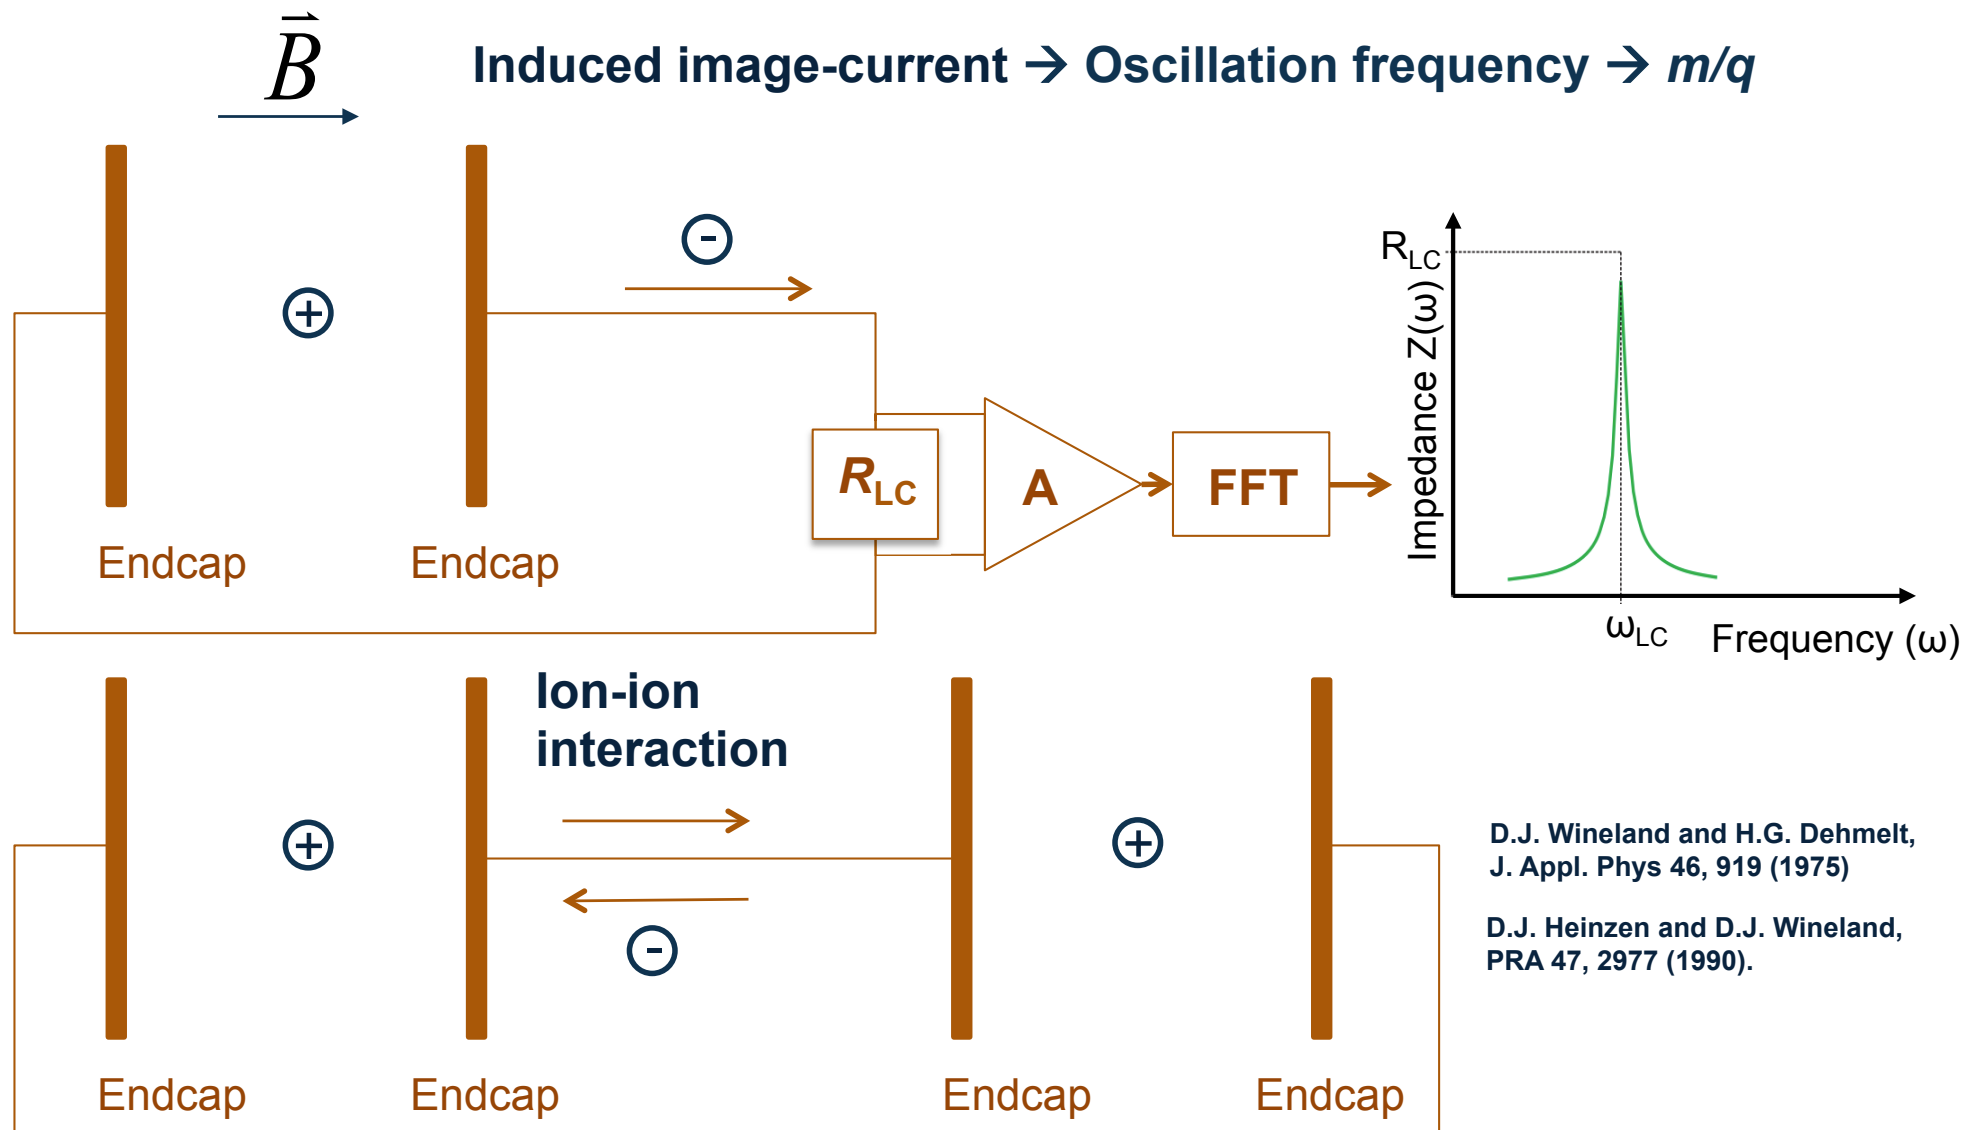 B
Induced image-current → Oscillation frequency → m/q
-
+
R_LC
A
FFT
Endcap
Endcap
R_LC
Impedance Z(ω)
ω_LC
Frequency (ω)
Ion-ion
interaction
+
+
-
D.J. Wineland and H.G. Dehmelt,
J. Appl. Phys 46, 919 (1975)
D.J. Heinzen and D.J. Wineland,
PRA 47, 2977 (1990).
Endcap
Endcap
Endcap
Endcap